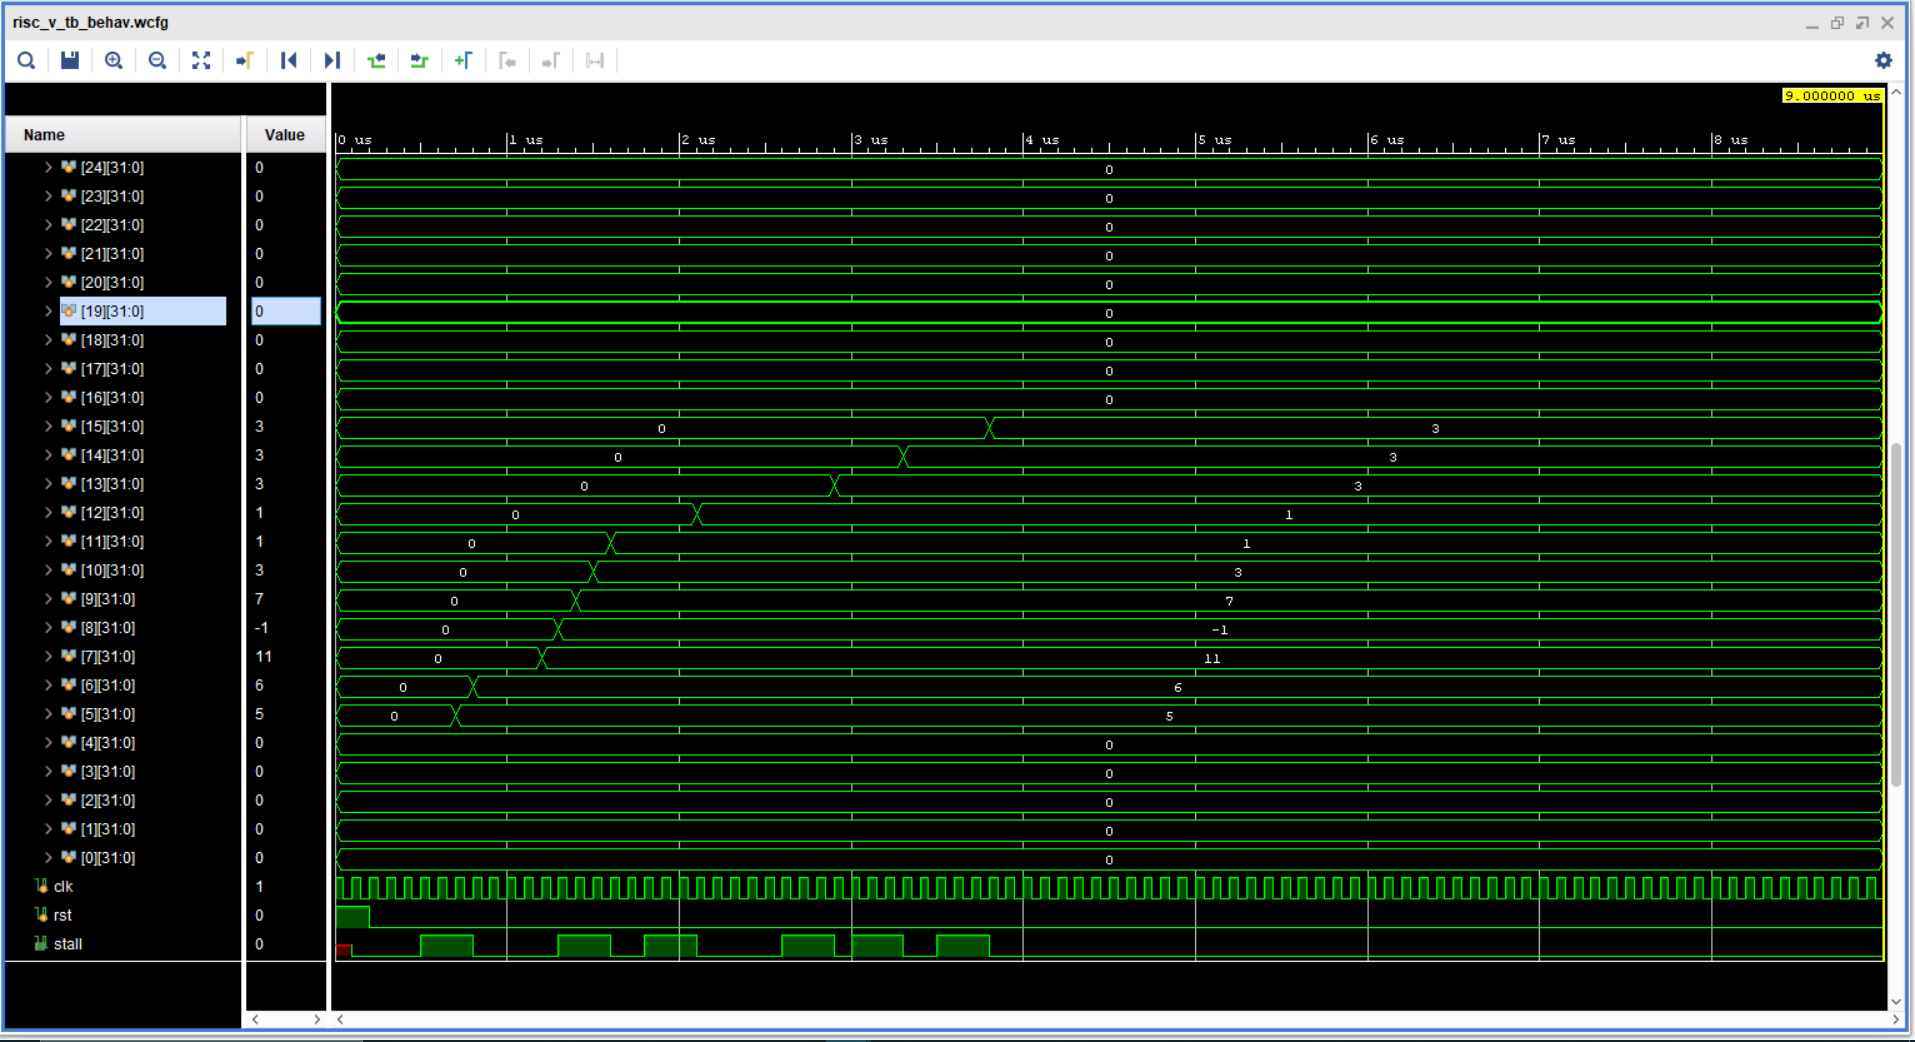 risc_v_tb_behav.wcfg
9.000000 us
Name Value 0 us 1 us 2 us 3 us 4 us 5 us 6 us 7 us 8 us
[24][31:0] 0 0
[23][31:0] 0 0
[22][31:0] 0 0
[21][31:0] 0 0
[20][31:0] 0 0
[19][31:0] 0 0
[18][31:0] 0 0
[17][31:0] 0 0
[16][31:0] 0 0
[15][31:0] 3 0 3
[14][31:0] 3 0 3
[13][31:0] 3 0 3
[12][31:0] 1 0 1
[11][31:0] 1 0 1
[10][31:0] 3 0 3
[9][31:0] 7 0 7
[8][31:0] -1 0 -1
[7][31:0] 11 0 11
[6][31:0] 6 0 6
[5][31:0] 5 0 5
[4][31:0] 0 0
[3][31:0] 0 0
[2][31:0] 0 0
[1][31:0] 0 0
[0][31:0] 0 0
clk 1
rst 0
stall 0